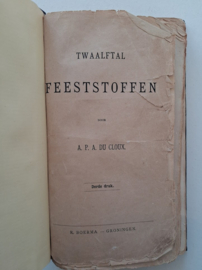 TWAALFTAL
FEESTSTOFFEN
DOOR
A. P. A. DU CLOUX.